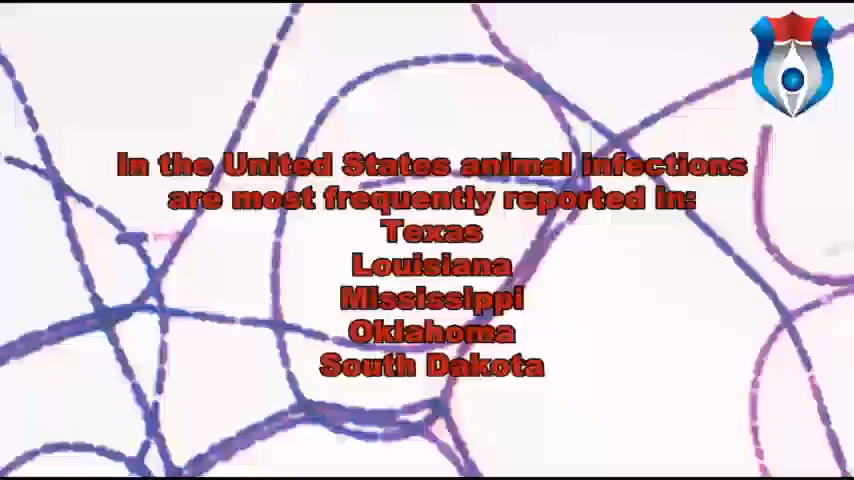 In the United States animal infections
are most frequently reported in:
Texas
Louisiana
Mississippi
Oklahoma
South Dakota